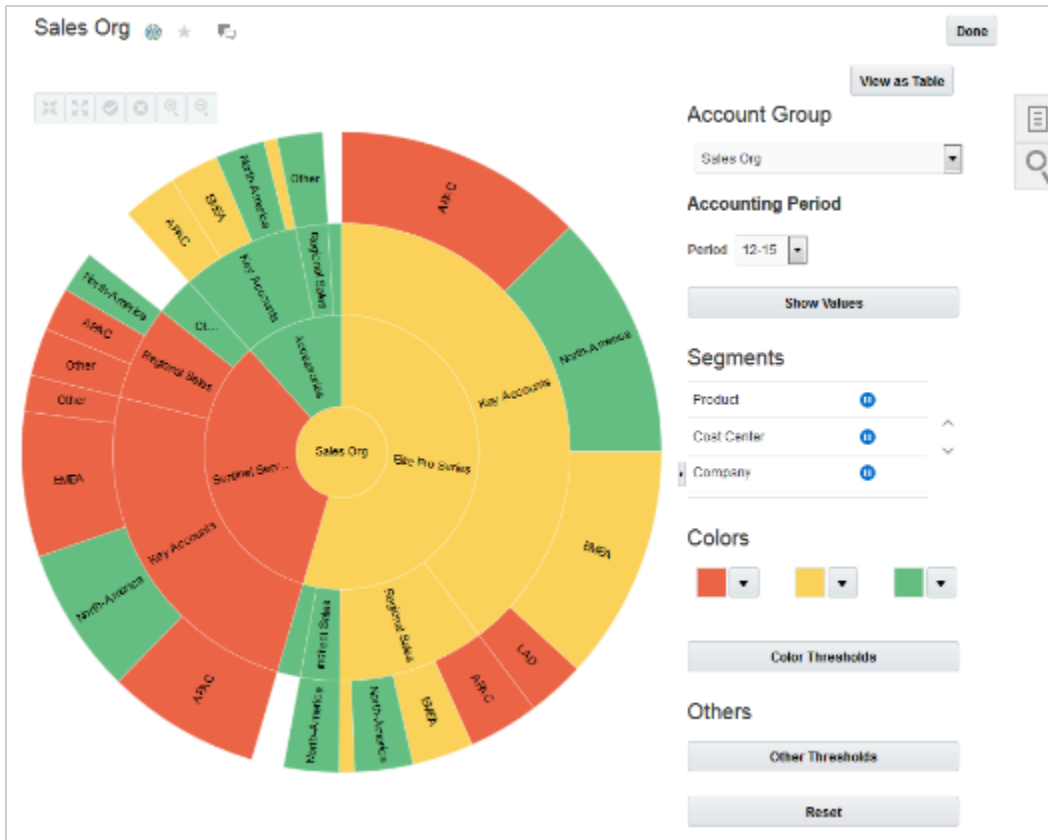 Sales Org
Done
View as Table
Account Group
Sales Org
Accounting Period
Period 12-15
Show Values
Segments
Product
Cost Center
Company
Colors
Color Thresholds
Others
Other Thresholds
Reset
Sales Org
Elite Pro Series
Accessories
Key Accounts
Regional Sales
Indirect Sales
Key Accounts
Regional Sales
Ot...
Key Accounts
Regional Sales
APAC
North-America
EMEA
LAD
APAC
EMEA
North-America
North-America
APAC
North-America
EMEA
Other
Other
APAC
North-America
APAC
EMEA
North-America
Other